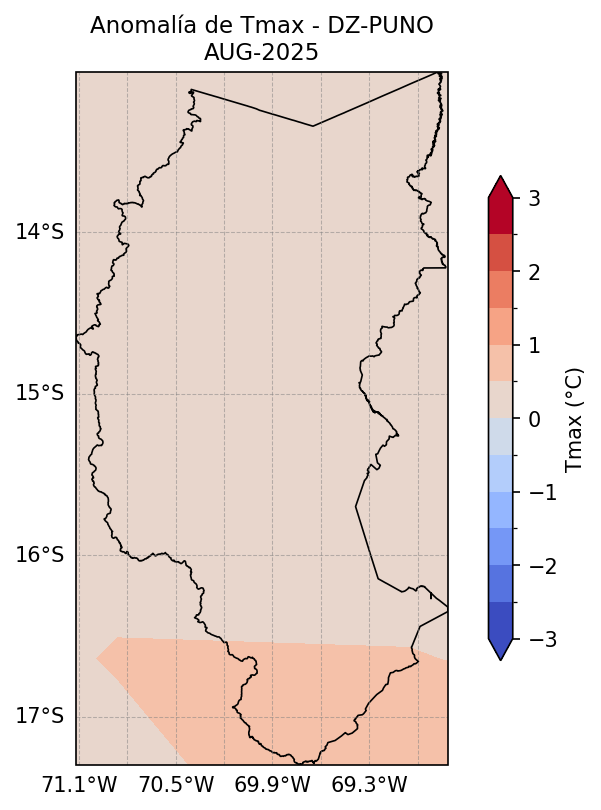 Anomalía de Tmax - DZ-PUNO
AUG-2025
14°S
15°S
16°S
17°S
71.1°W 70.5°W 69.9°W 69.3°W
3
2
1
0
−1
−2
−3
Tmax (°C)